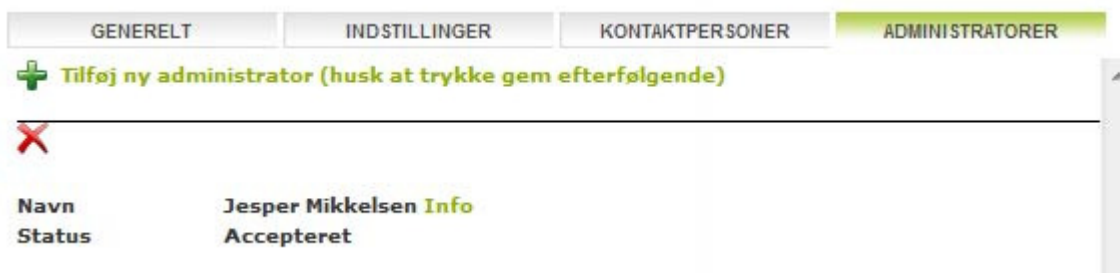 GENERELT INDSTILLINGER KONTAKTPERSONER ADMINISTRATORER
Tilføj ny administrator (husk at trykke gem efterfølgende)
Navn Jesper Mikkelsen Info
Status Accepteret